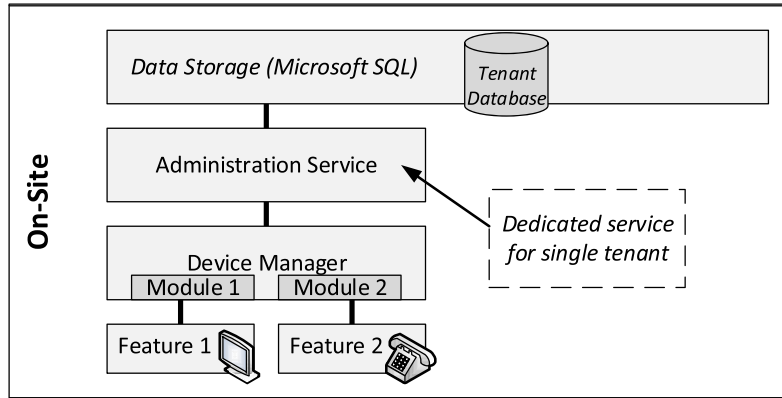 Data Storage (Microsoft SQL)
Tenant
Database
On-Site
Administration Service
Dedicated service
for single tenant
Device Manager
Module 1
Module 2
Feature 1
Feature 2